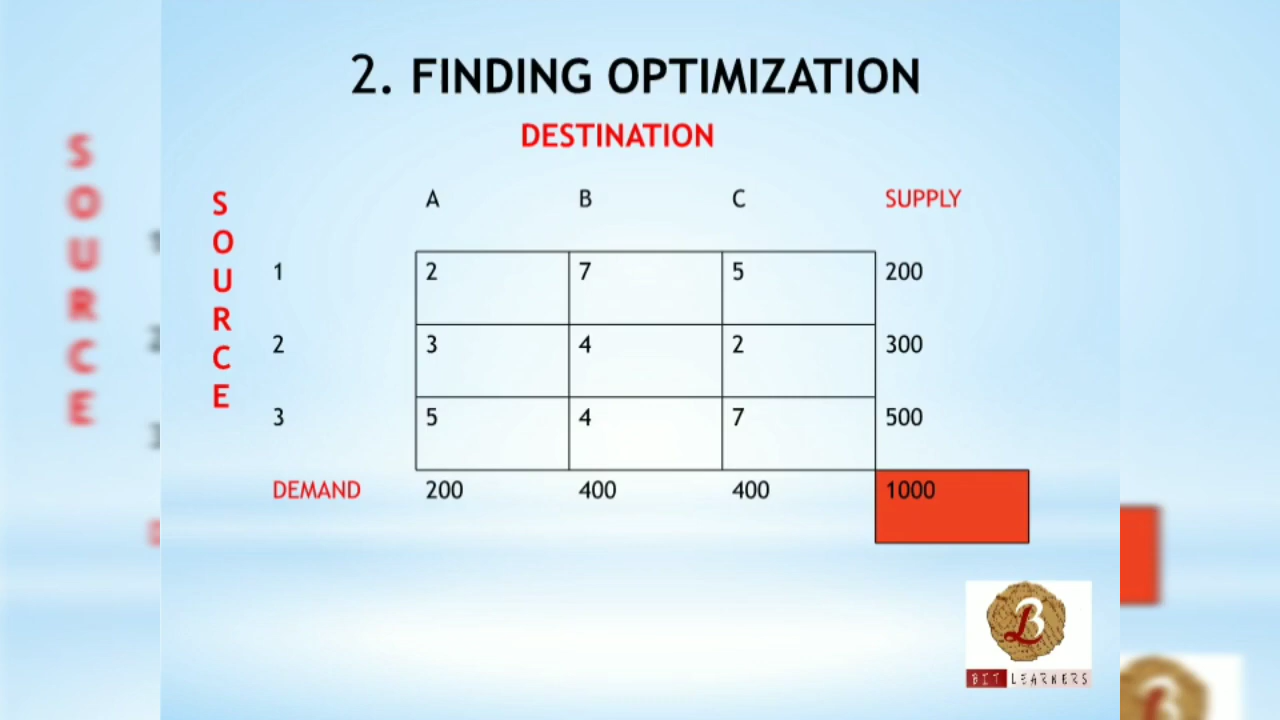 2. FINDING OPTIMIZATION
DESTINATION
SOURCE
A B C SUPPLY
1 2 7 5 200
2 3 4 2 300
3 5 4 7 500
DEMAND 200 400 400 1000
B
BIT LEARNERS